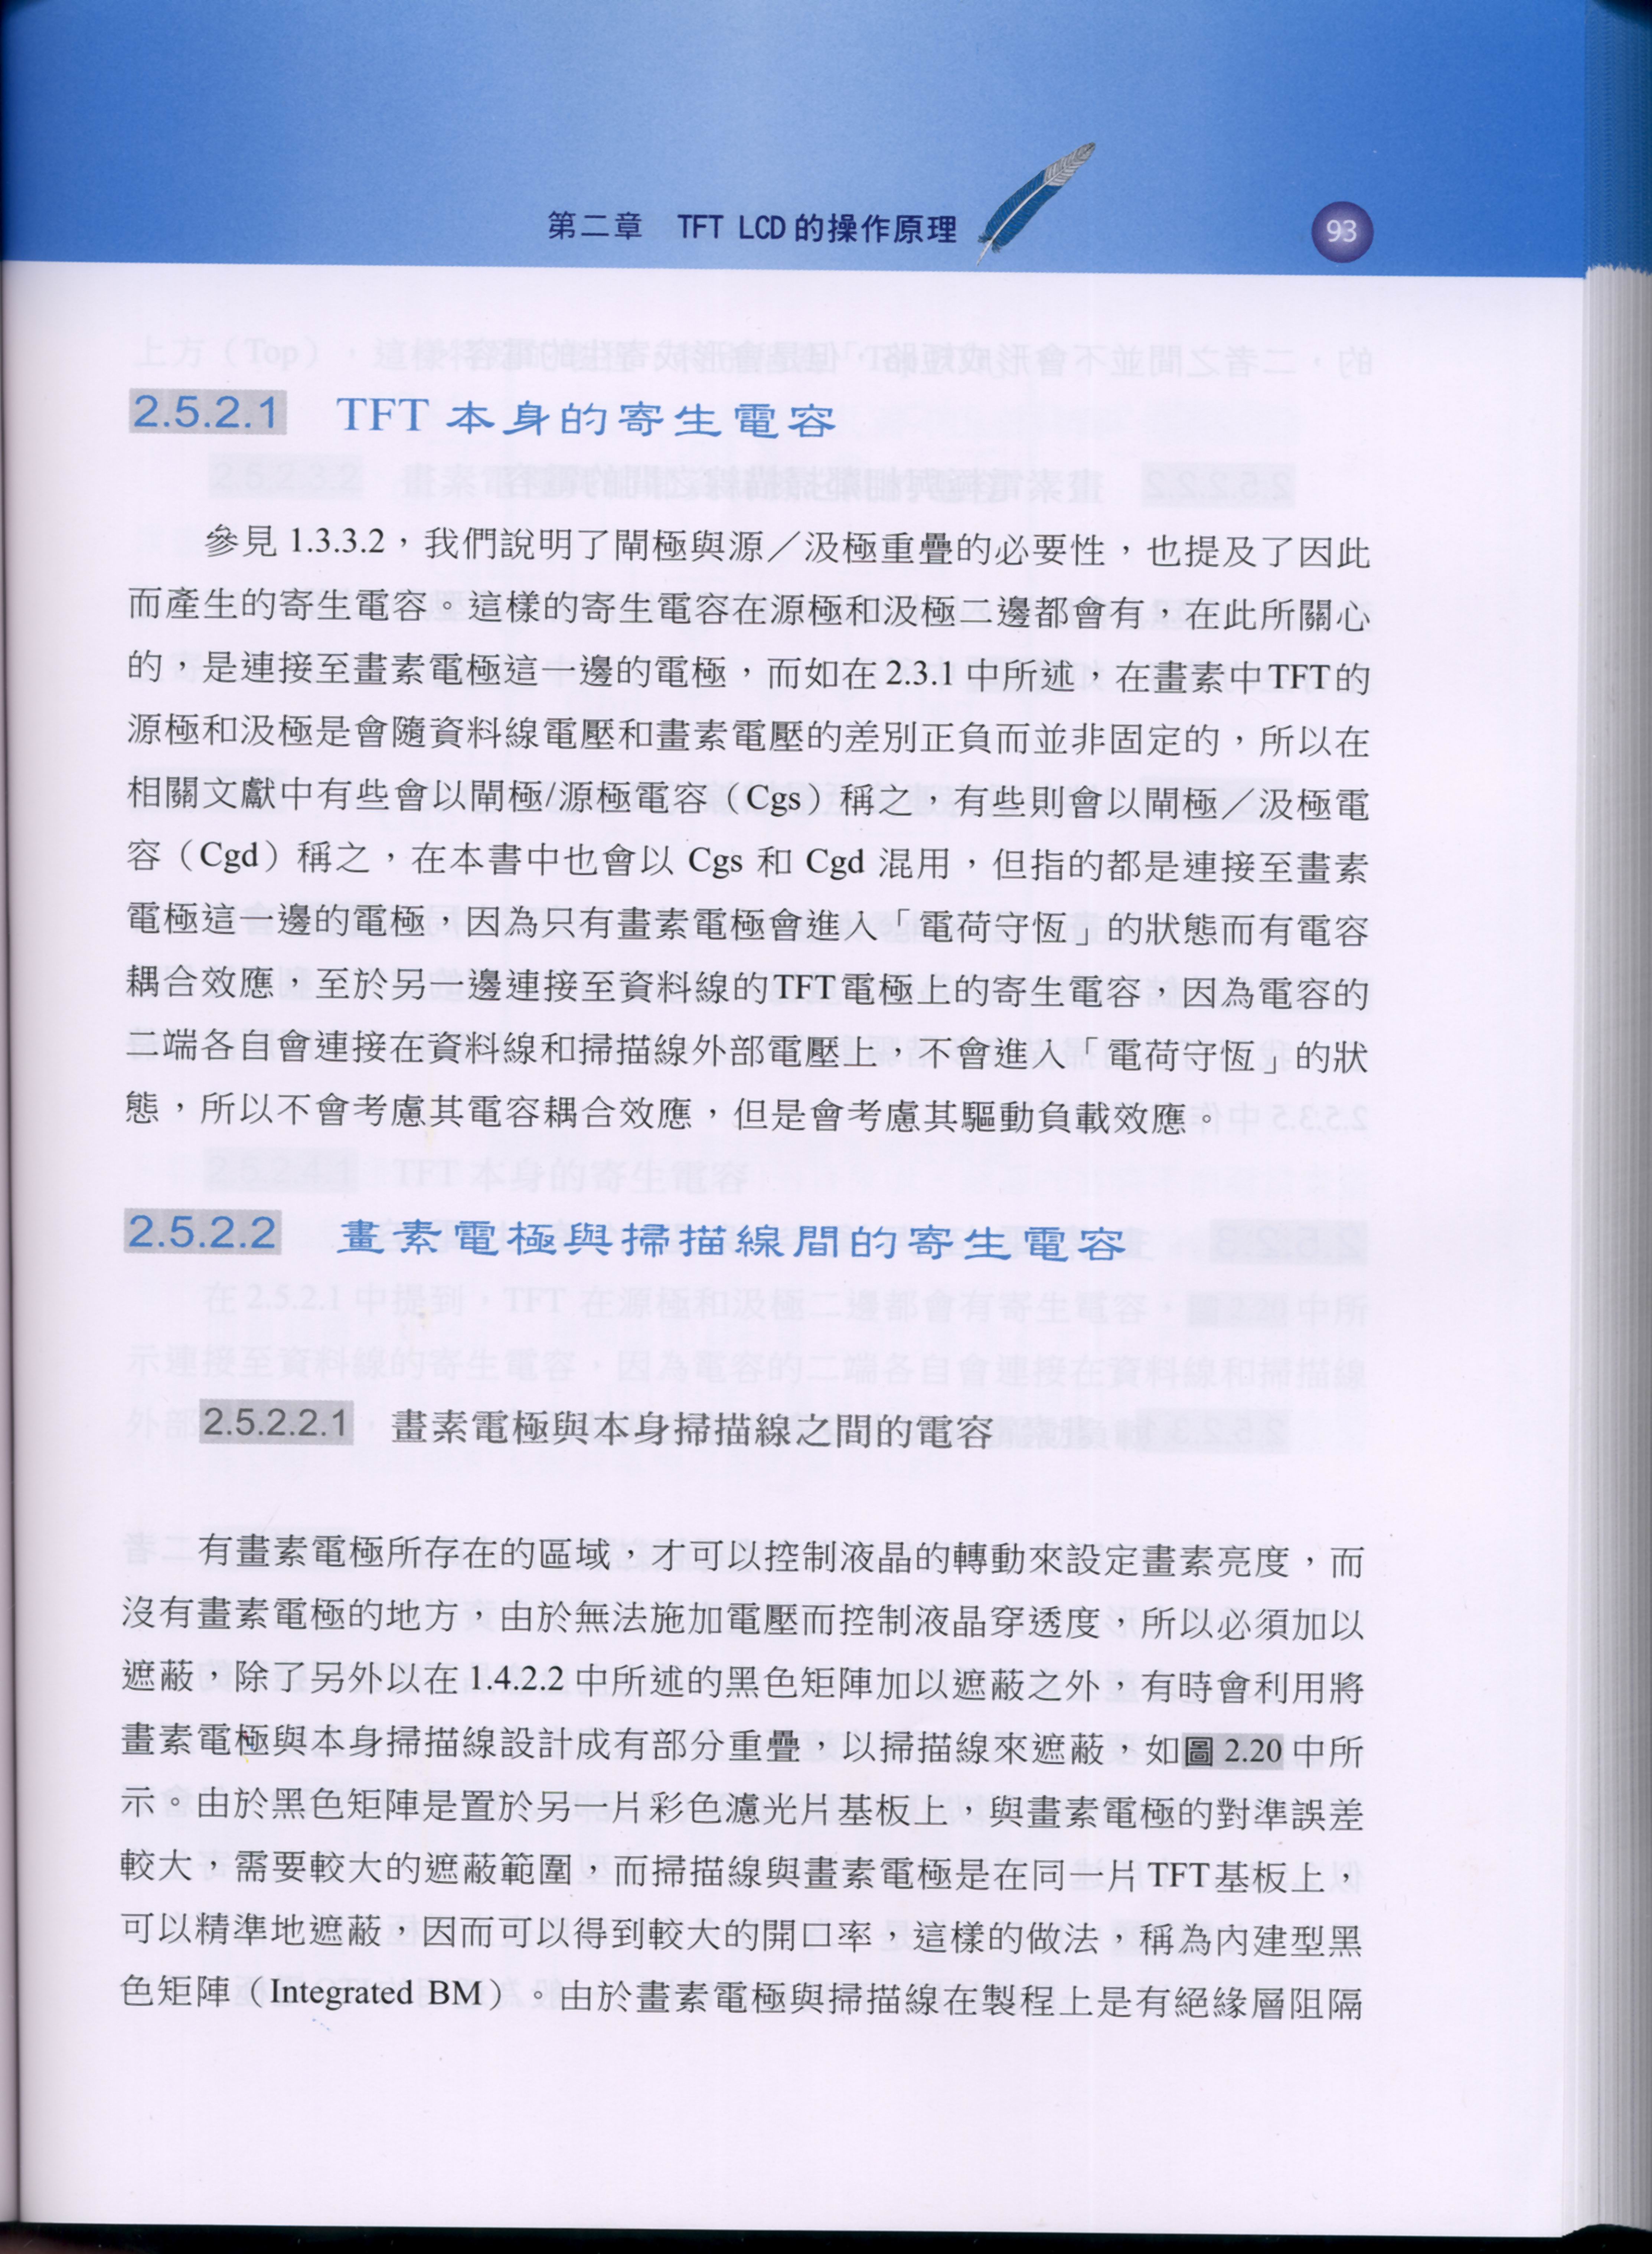 第二章 TFT LCD的操作原理
93
2.5.2.1 TFT 本身的寄生電容
參見 1.3.3.2，我們說明了閘極與源／汲極重疊的必要性，也提及了因此
而產生的寄生電容。這樣的寄生電容在源極和汲極二邊都會有，在此所關心
的，是連接至畫素電極這一邊的電極，而如在 2.3.1 中所述，在畫素中TFT的
源極和汲極是會隨資料線電壓和畫素電壓的差別正負而並非固定的，所以在
相關文獻中有些會以閘極/源極電容（Cgs）稱之，有些則會以閘極／汲極電
容（Cgd）稱之，在本書中也會以 Cgs 和 Cgd 混用，但指的都是連接至畫素
電極這一邊的電極，因為只有畫素電極會進入「電荷守恆」的狀態而有電容
耦合效應，至於另一邊連接至資料線的TFT電極上的寄生電容，因為電容的
二端各自會連接在資料線和掃描線外部電壓上，不會進入「電荷守恆」的狀
態，所以不會考慮其電容耦合效應，但是會考慮其驅動負載效應。
2.5.2.2 畫素電極與掃描線間的寄生電容
2.5.2.2.1 畫素電極與本身掃描線之間的電容
有畫素電極所存在的區域，才可以控制液晶的轉動來設定畫素亮度，而
沒有畫素電極的地方，由於無法施加電壓而控制液晶穿透度，所以必須加以
遮蔽，除了另外以在 1.4.2.2 中所述的黑色矩陣加以遮蔽之外，有時會利用將
畫素電極與本身掃描線設計成有部分重疊，以掃描線來遮蔽，如圖 2.20 中所
示。由於黑色矩陣是置於另一片彩色濾光片基板上，與畫素電極的對準誤差
較大，需要較大的遮蔽範圍，而掃描線與畫素電極是在同一片TFT基板上，
可以精準地遮蔽，因而可以得到較大的開口率，這樣的做法，稱為內建型黑
色矩陣（Integrated BM）。由於畫素電極與掃描線在製程上是有絕緣層阻隔